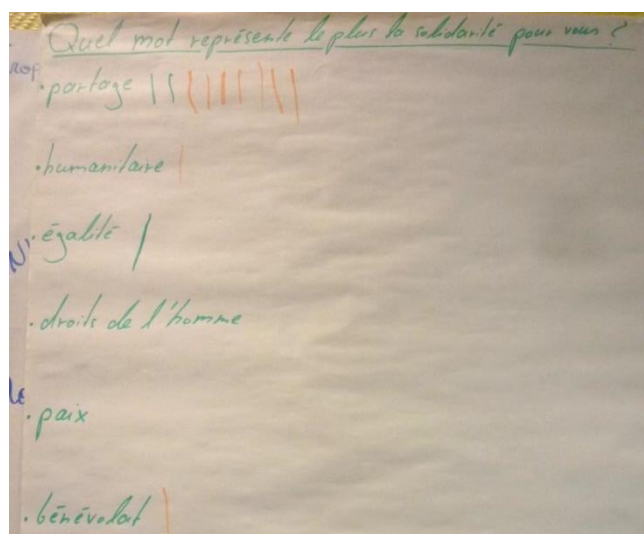 Quel mot représente le plus la solidarité pour vous ?
• partage
• humanitaire
• égalité
• droits de l'homme
• paix
• bénévolat